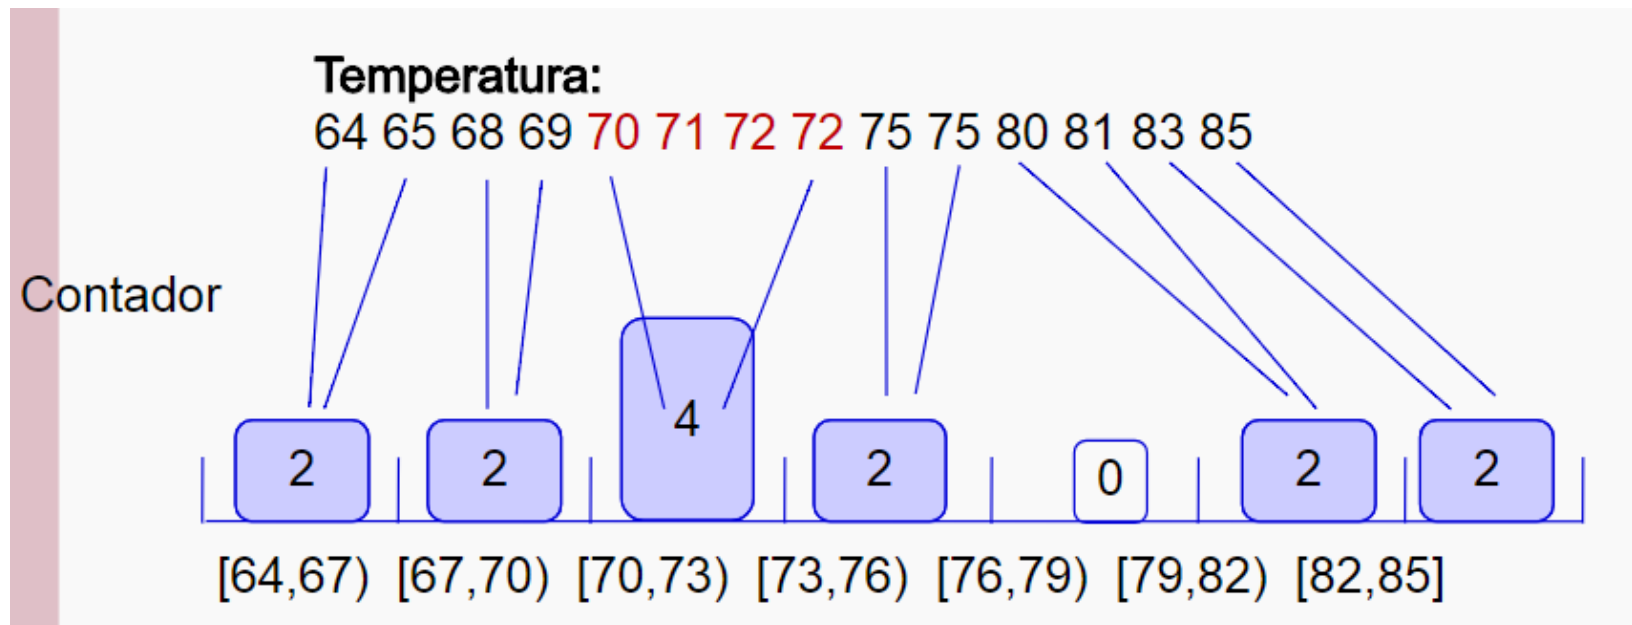 Temperatura:
64 65 68 69 70 71 72 72 75 75 80 81 83 85
Contador
2 2 4 2 0 2 2
[64,67) [67,70) [70,73) [73,76) [76,79) [79,82) [82,85]